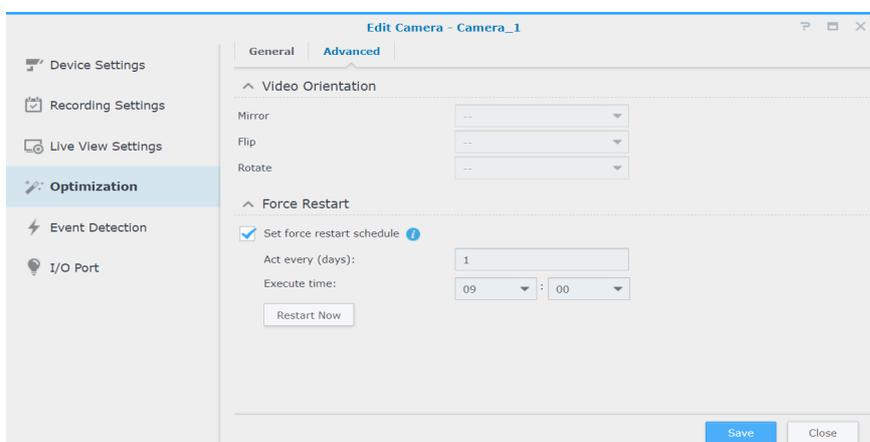 Edit Camera - Camera_1
Device Settings
Recording Settings
Live View Settings
Optimization
Event Detection
I/O Port
General Advanced
Video Orientation
Mirror --
Flip --
Rotate --
Force Restart
Set force restart schedule
Act every (days): 1
Execute time: 09 : 00
Restart Now
Save Close